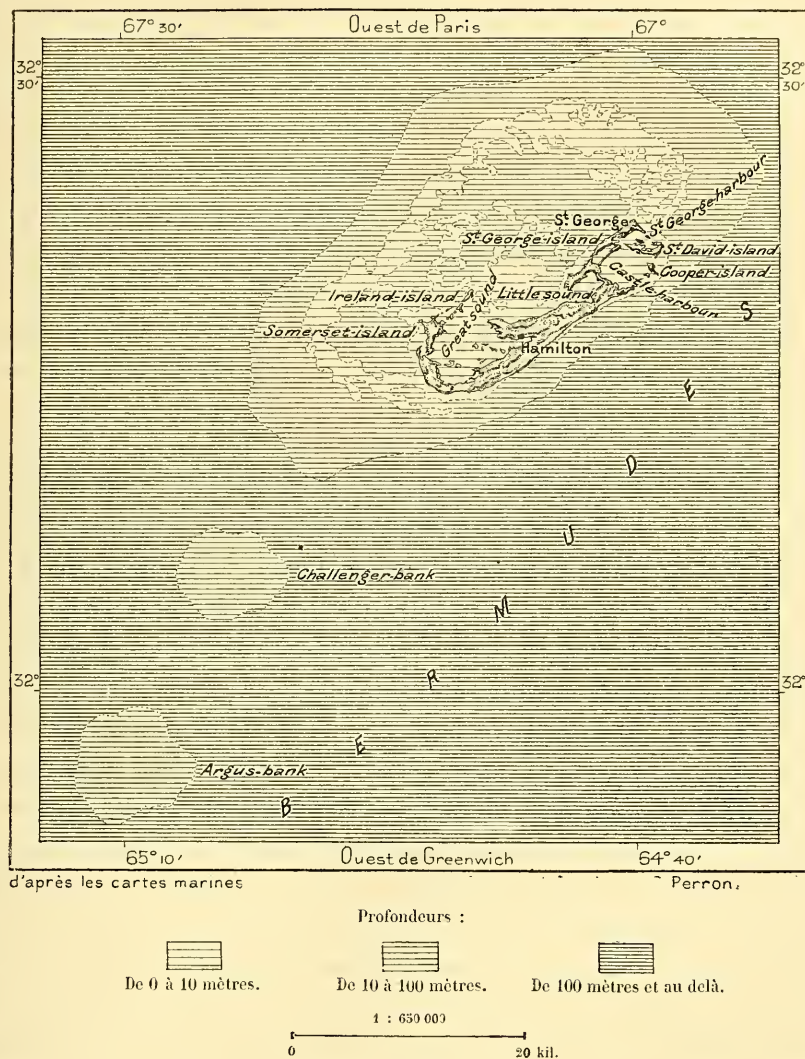 67° 30'
Ouest de Paris
67°
32° 30'
32° 30'
St George
St George harbour
St George-island
St David-island
Cooper-island
Castle harbour
Little sound
Ireland-island
Great sound
Somerset-island
Hamilton
BERMUDES
Challenger-bank
32°
32°
Argus-bank
65° 10'
Ouest de Greenwich
64° 40'
d'après les cartes marines
Perron.
Profondeurs :
De 0 à 10 mètres.
De 10 à 100 mètres.
De 100 mètres et au delà.
1 : 650 000
0
20 kil.